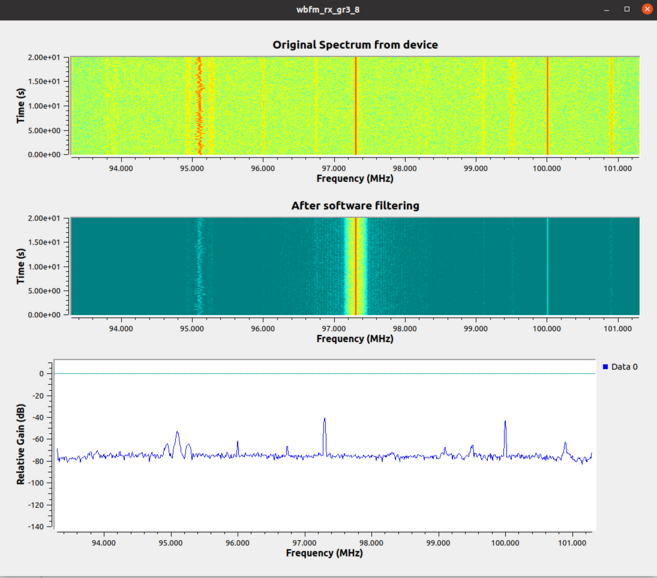 wbfm_rx_gr3_8
Original Spectrum from device
2.00e+01
1.50e+01
1.00e+01
5.00e+00
0.00e+00
Time (s)
94.000 95.000 96.000 97.000 98.000 99.000 100.000 101.000
Frequency (MHz)
After software filtering
2.00e+01
1.50e+01
1.00e+01
5.00e+00
0.00e+00
Time (s)
94.000 95.000 96.000 97.000 98.000 99.000 100.000 101.000
Frequency (MHz)
Data 0
0
-20
-40
-60
-80
-100
-120
-140
Relative Gain (dB)
94.000 95.000 96.000 97.000 98.000 99.000 100.000 101.000
Frequency (MHz)